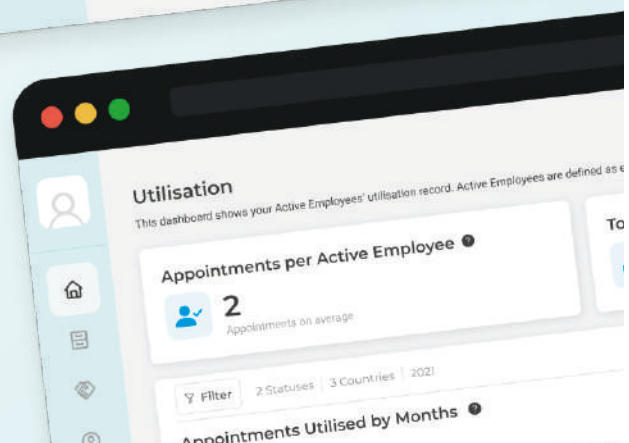 Utilisation
This dashboard shows your Active Employees' utilisation record. Active Employees are defined as
Appointments per Active Employee
2
Appointments on average
To
Filter
2 Statuses
3 Countries
2021
Appointments Utilised by Months